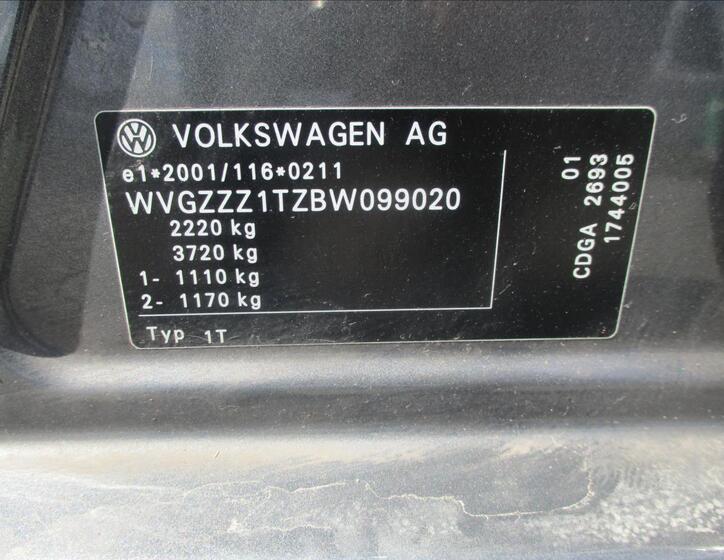 VOLKSWAGEN AG
e1*2001/116*0211
WVGZZZ1TZBW099020
2220 kg
3720 kg
1- 1110 kg
2- 1170 kg
Typ 1T
01
CDGA 2693
1744005